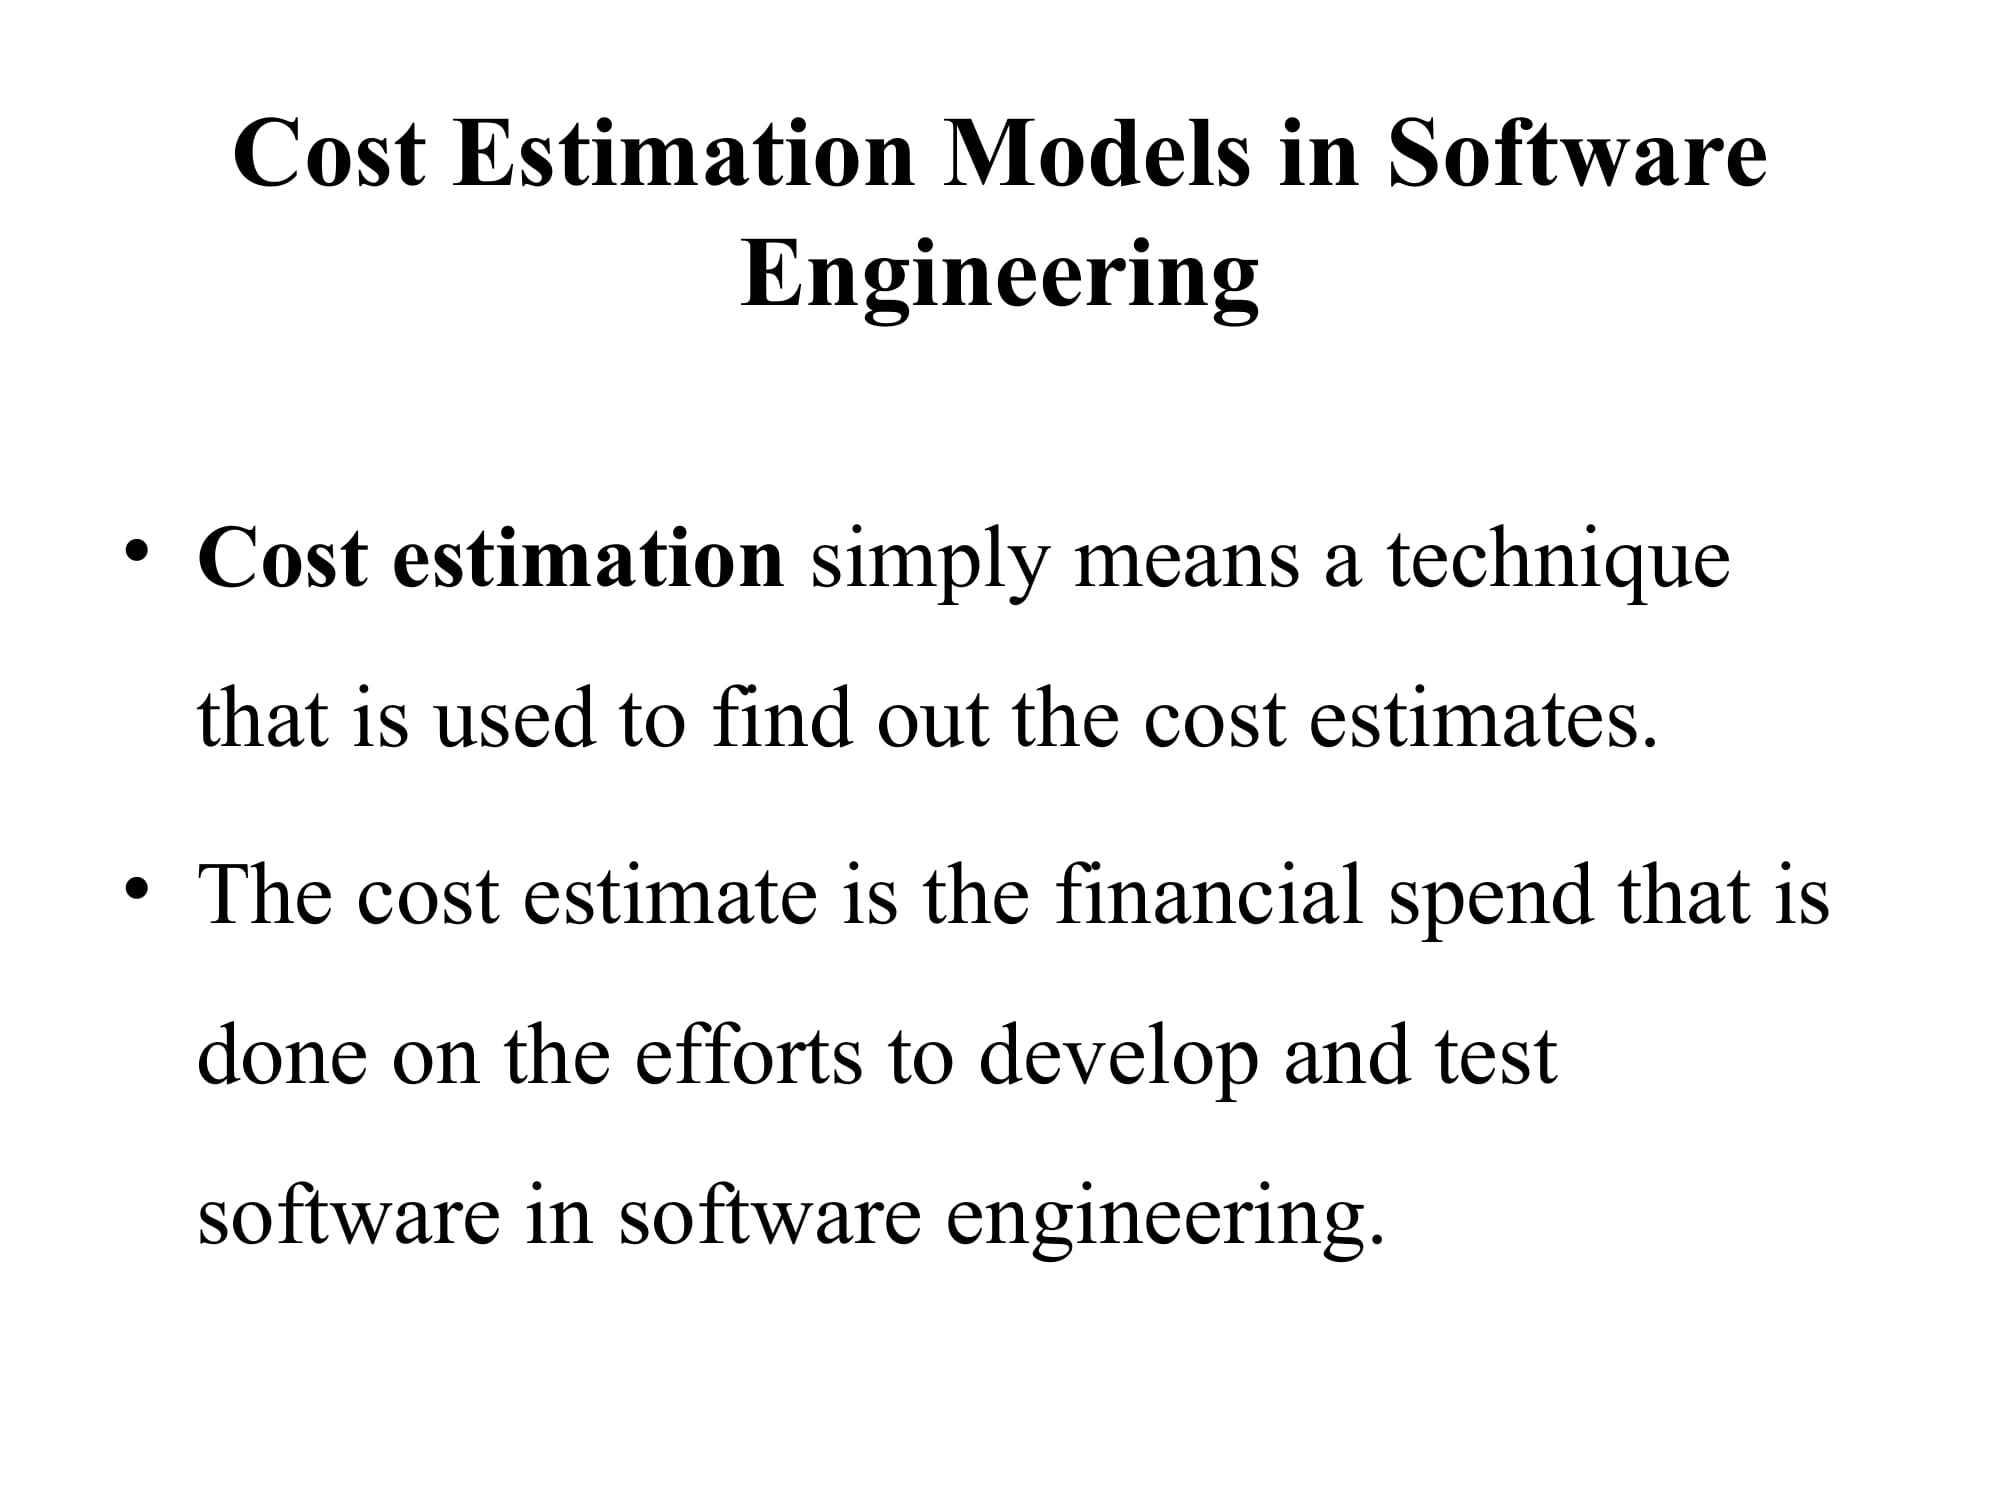 Cost Estimation Models in Software
Engineering
• Cost estimation simply means a technique
that is used to find out the cost estimates.
• The cost estimate is the financial spend that is
done on the efforts to develop and test
software in software engineering.